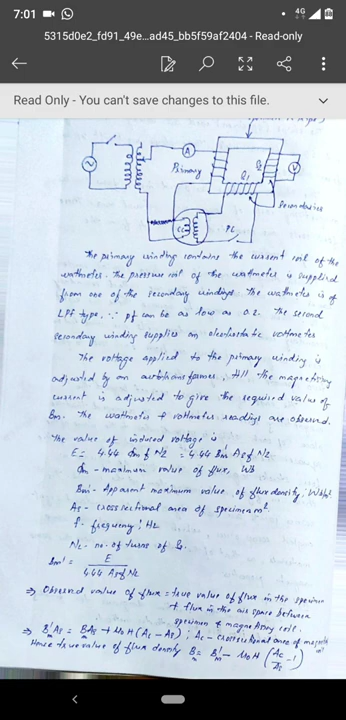 7:01
4G
5315d0e2_fd91_49e...ad45_bb5f59af2404 - Read-only
Read Only - You can't save changes to this file.
A
Primary
V
Secondaries
CC
PC
The primary winding contains the current coil of the
wattmeter. The pressure coil of the wattmeter is supplied
from one of the secondary windings. The wattmeter is of
LPF type, ∵ pf can be as low as 0.2. The second
secondary winding supplies an electrostatic voltmeter
The voltage applied to the primary winding is
adjusted by an autotransformer, till the magnetising
current is adjusted to give the required value of
Bm. The wattmeter & voltmeter readings are observed.
The value of induced voltage is
E = 4.44 Φm f N2 = 4.44 Bm' As f N2
Φm - maximum value of flux, Wb
Bm' - Apparent maximum value of flux density, Wb/m²
As - cross sectional area of specimen m²
f - frequency, Hz
N2 - no. of turns of S2
Bm' = E / 4.44 As f N2
⇒ Observed value of flux = true value of flux in the specimen
+ flux in the air space between
specimen & magnetising coil.
⇒ B'm As = Bm As + μ0 H (Ac - As) ; Ac - cross sectional area of
Hence true value of flux density Bm = B'm - μ0 H (Ac/As - 1)